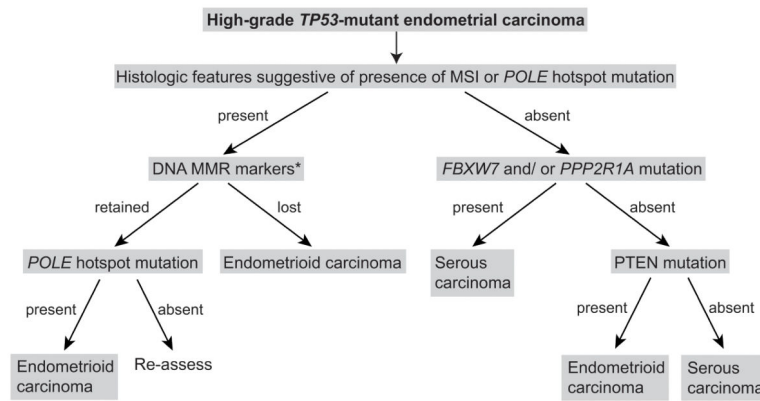 High-grade TP53-mutant endometrial carcinoma
Histologic features suggestive of presence of MSI or POLE hotspot mutation
present
absent
DNA MMR markers*
FBXW7 and/ or PPP2R1A mutation
retained
lost
present
absent
POLE hotspot mutation
Endometrioid carcinoma
Serous
carcinoma
PTEN mutation
present
absent
present
absent
Endometrioid
carcinoma
Re-assess
Endometrioid
carcinoma
Serous
carcinoma